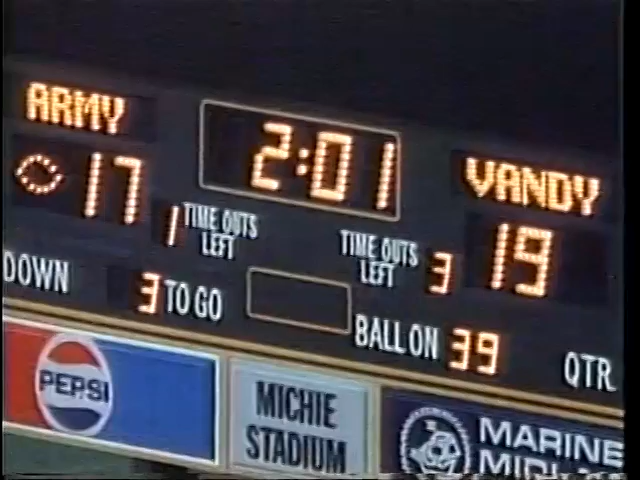 ARMY
2:01
VANDY
17
19
1 TIME OUTS LEFT
TIME OUTS LEFT 3
DOWN
3 TO GO
BALL ON 39
QTR
PEPSI
MICHIE
STADIUM
MARINE